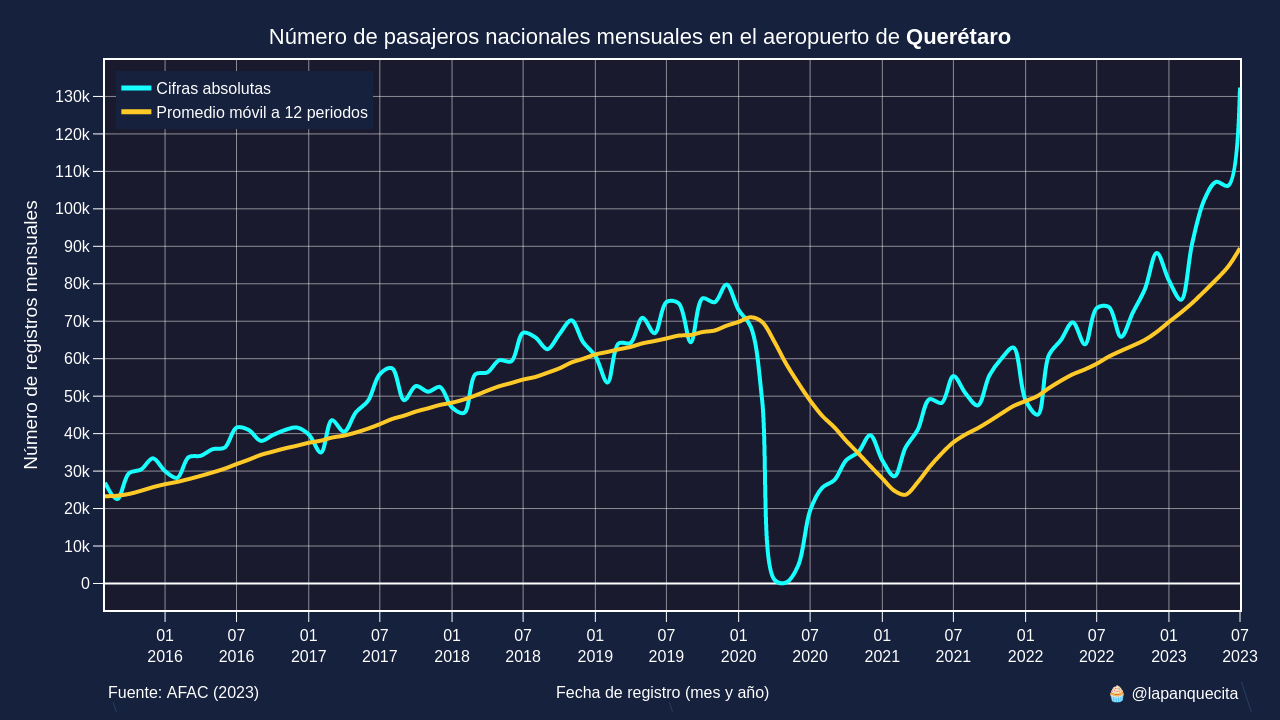 Número de pasajeros nacionales mensuales en el aeropuerto de Querétaro
Cifras absolutas
Promedio móvil a 12 periodos
Número de registros mensuales
130k
120k
110k
100k
90k
80k
70k
60k
50k
40k
30k
20k
10k
0
01 07 01 07 01 07 01 07 01 07 01 07 01 07 01 07
2016 2016 2017 2017 2018 2018 2019 2019 2020 2020 2021 2021 2022 2022 2023 2023
Fuente: AFAC (2023) Fecha de registro (mes y año) 🧁 @lapanquecita